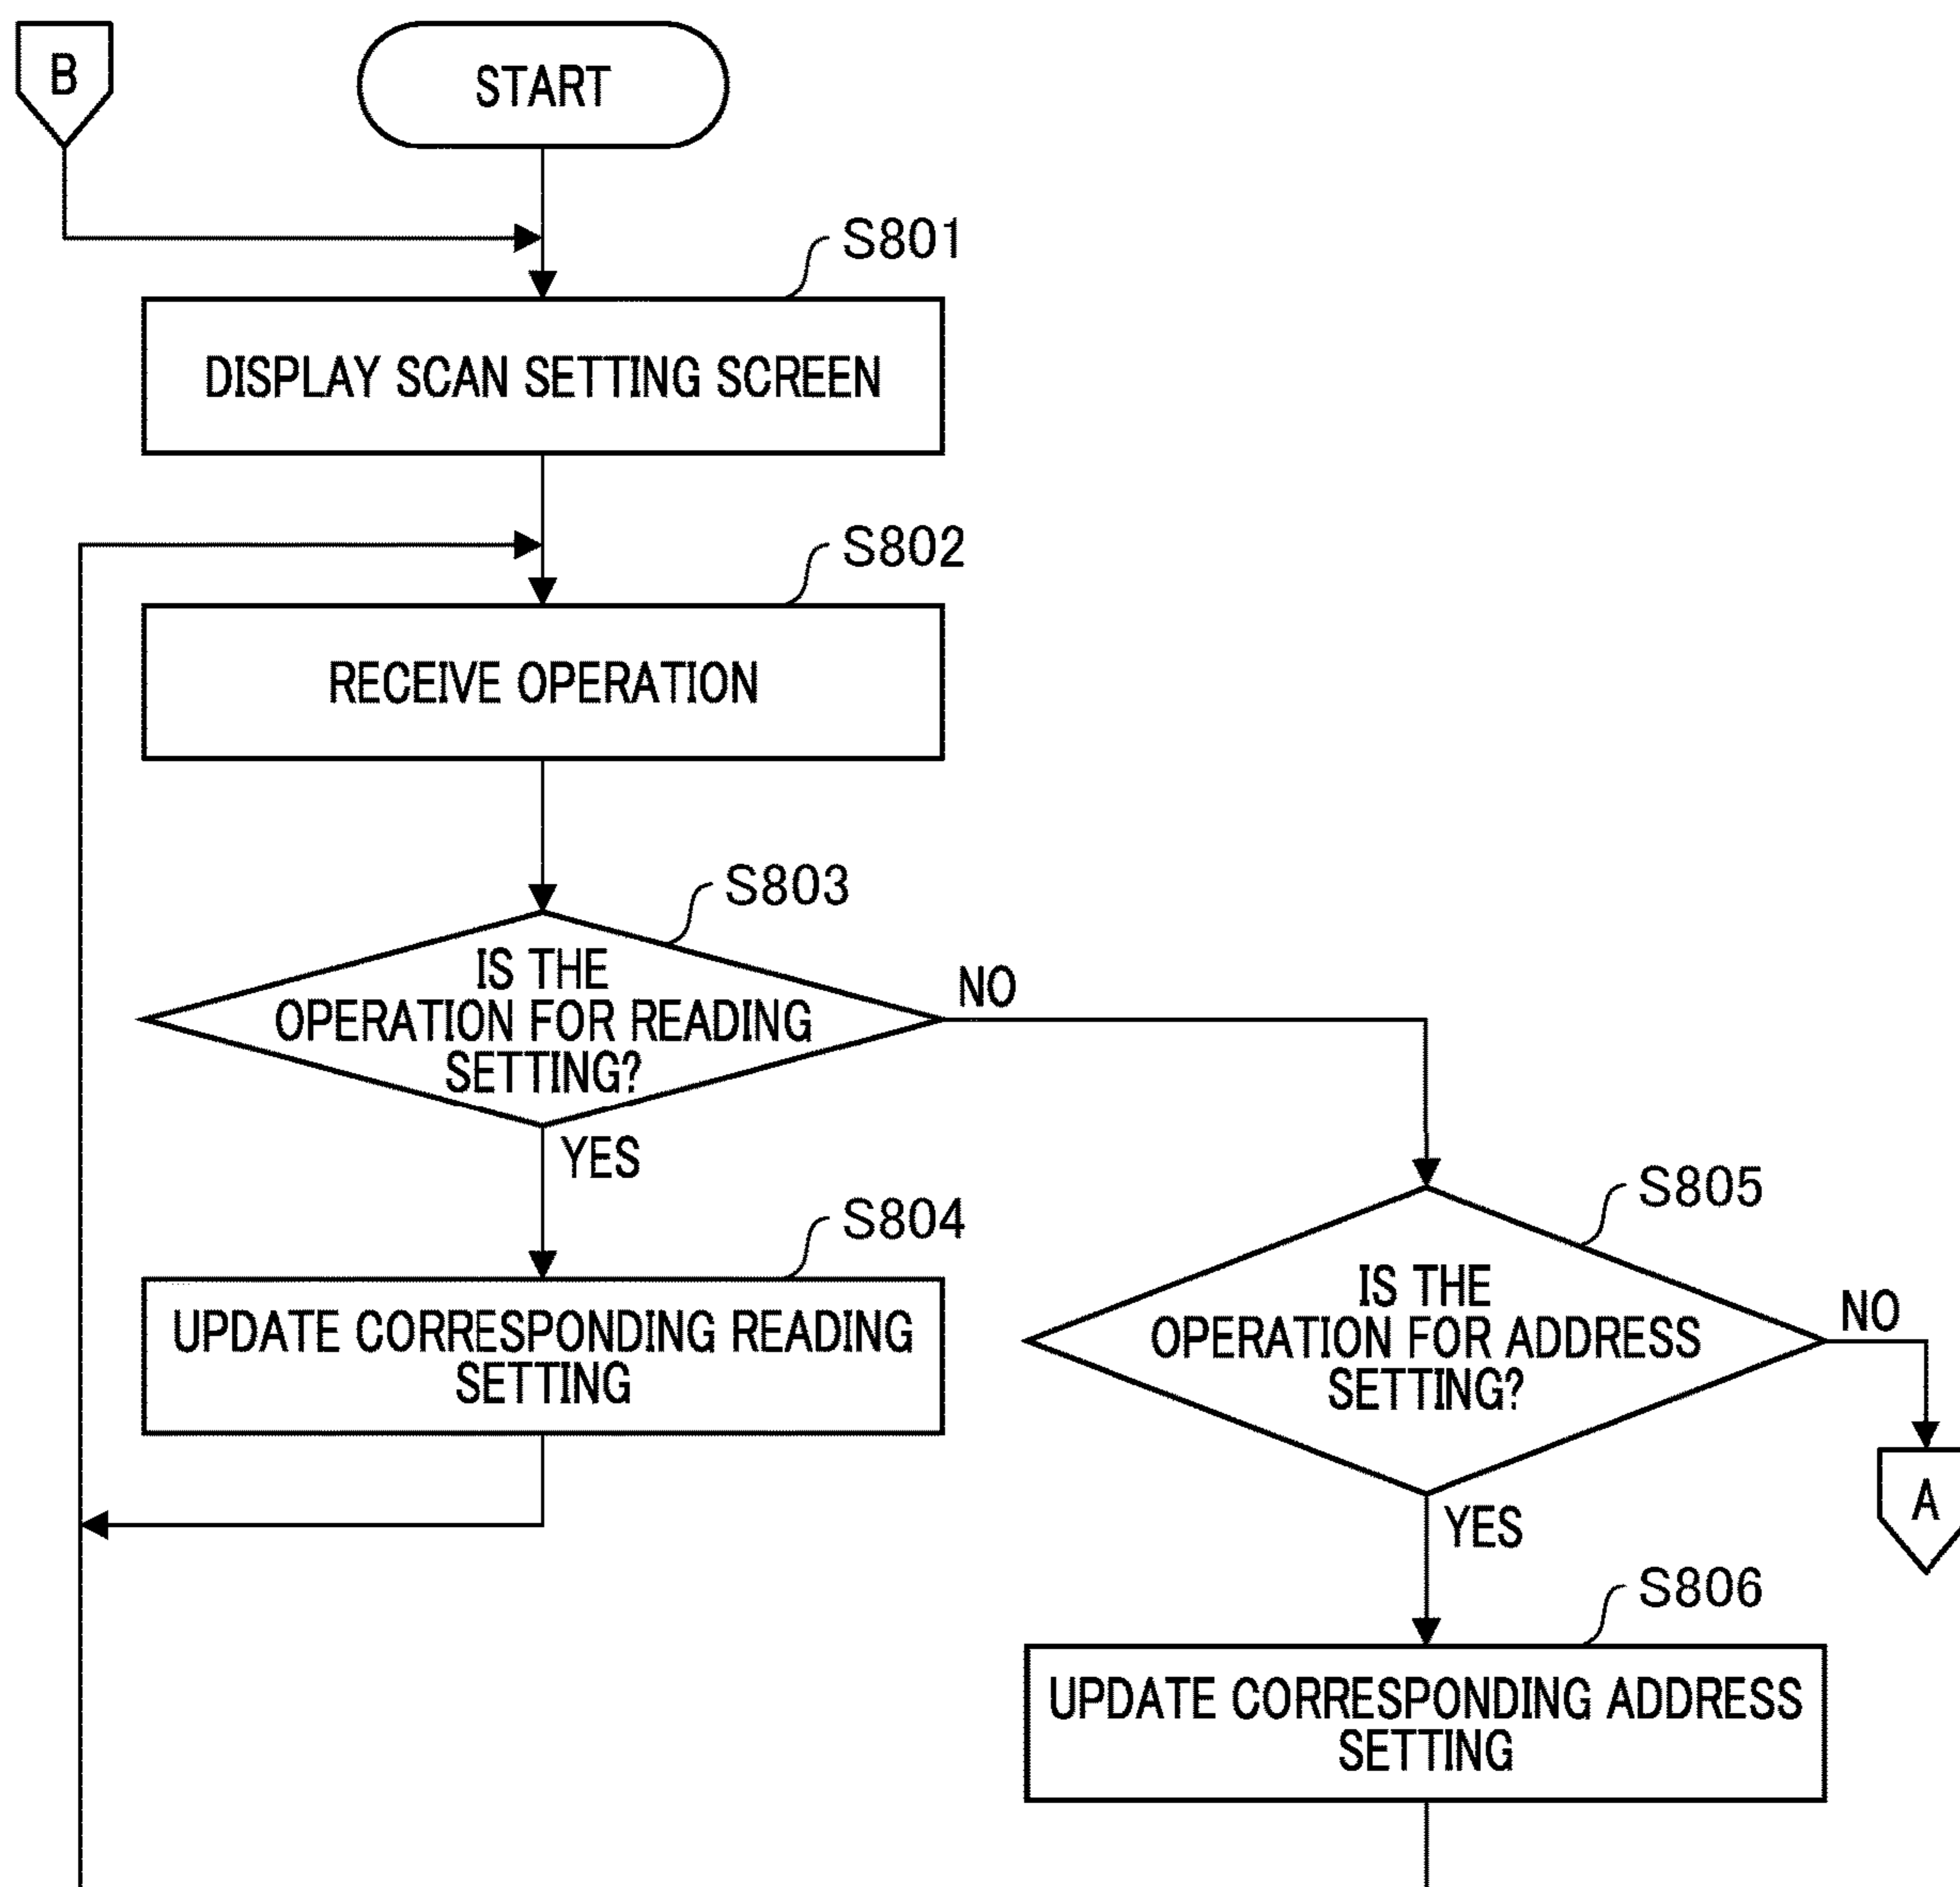 B
START
S801
DISPLAY SCAN SETTING SCREEN
S802
RECEIVE OPERATION
S803
IS THE
OPERATION FOR READING
SETTING?
NO
YES
S804
UPDATE CORRESPONDING READING
SETTING
S805
IS THE
OPERATION FOR ADDRESS
SETTING?
NO
A
YES
S806
UPDATE CORRESPONDING ADDRESS
SETTING